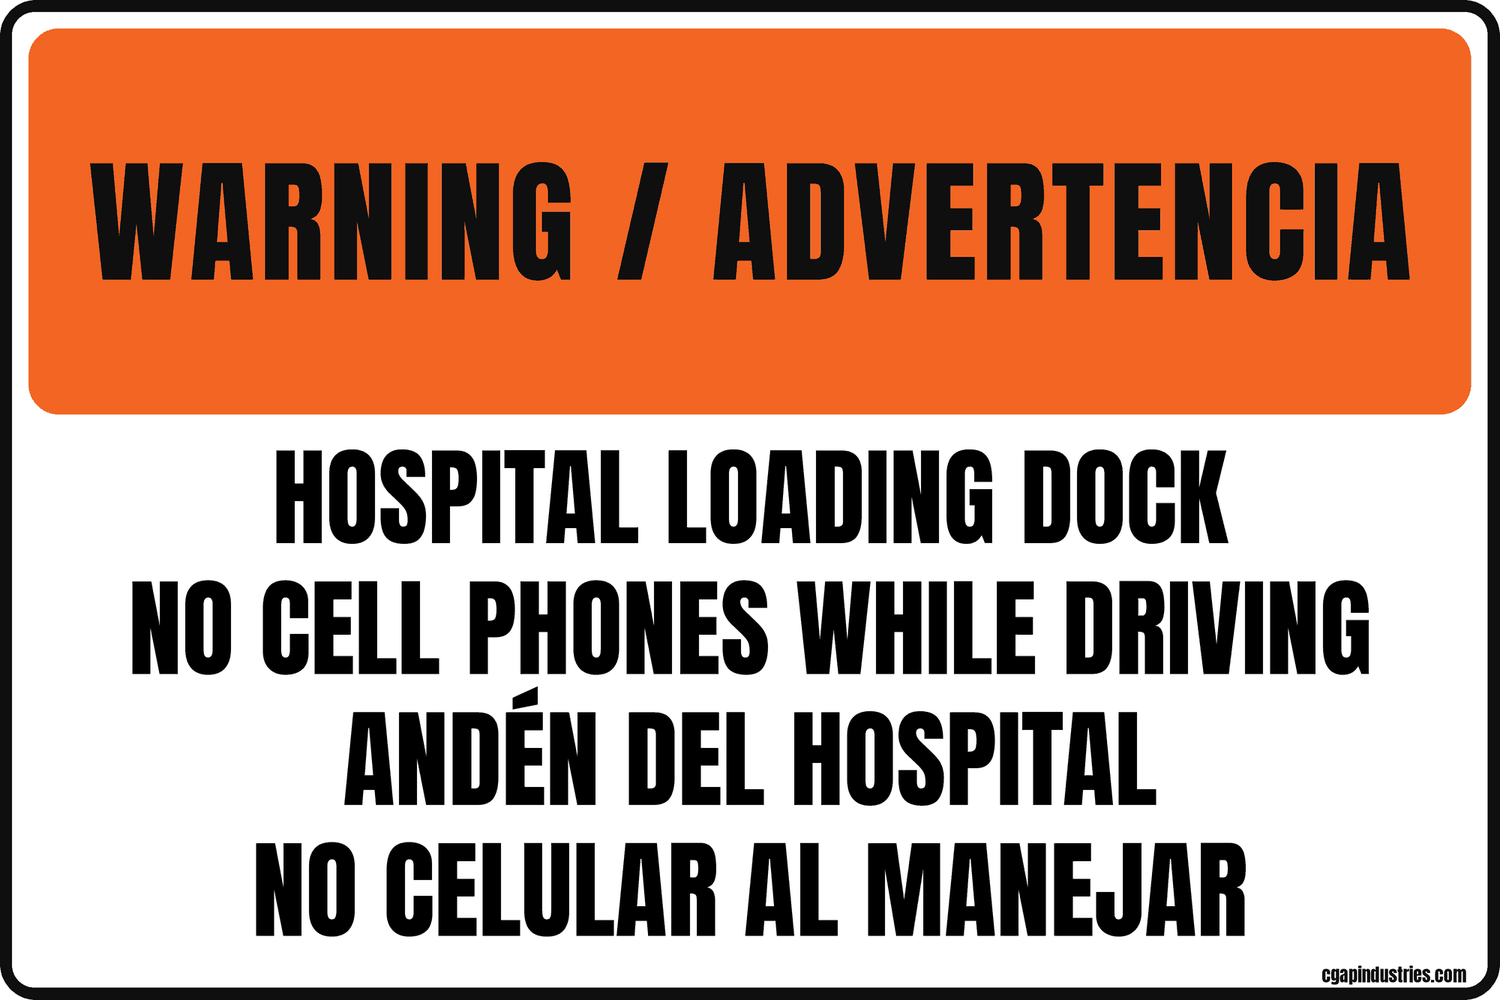 WARNING / ADVERTENCIA
HOSPITAL LOADING DOCK
NO CELL PHONES WHILE DRIVING
ANDÉN DEL HOSPITAL
NO CELULAR AL MANEJAR
cgapindustries.com